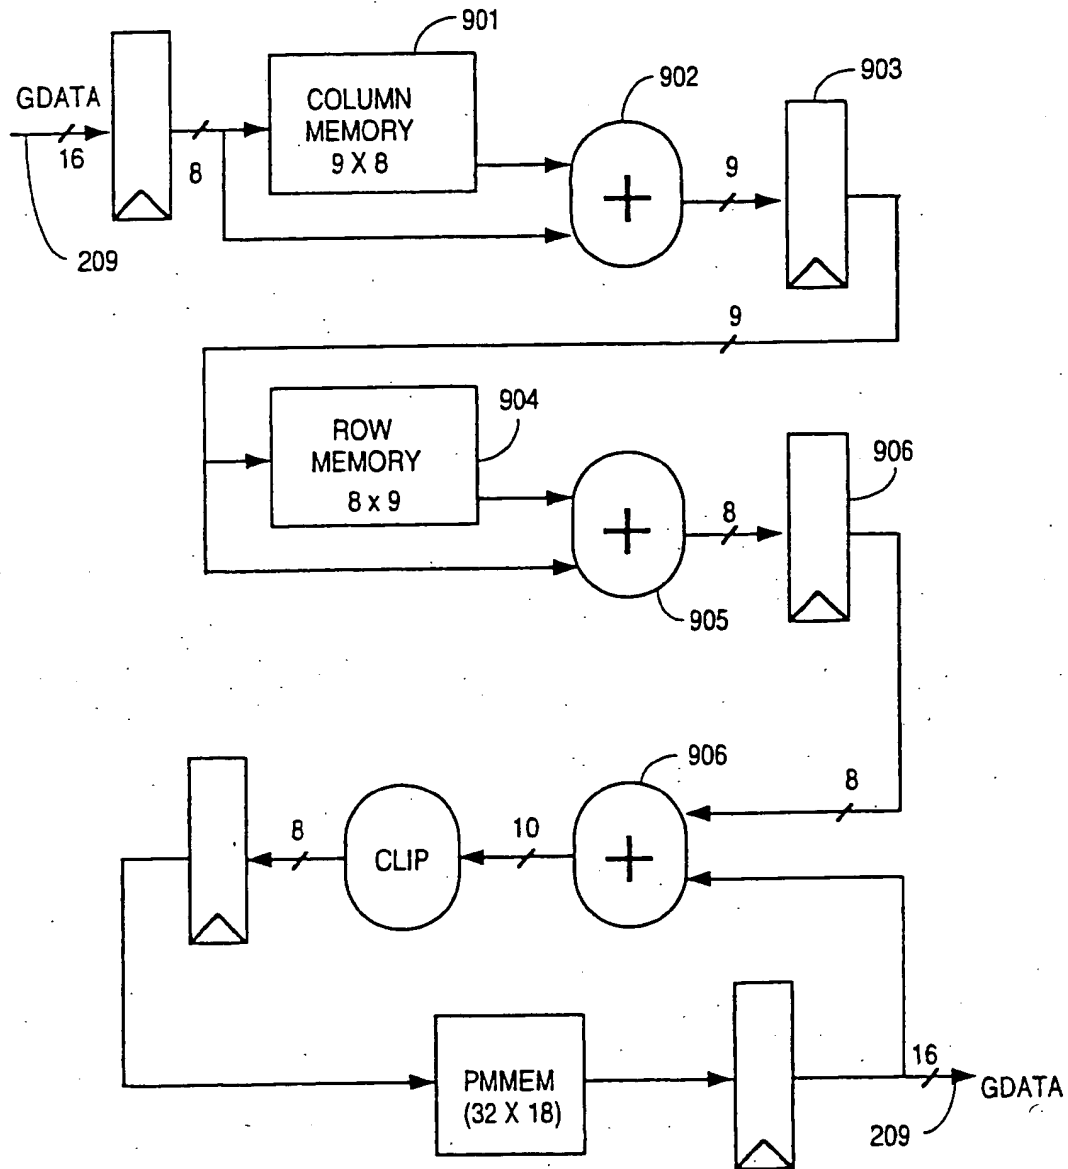 901
GDATA
16
8
COLUMN
MEMORY
9 X 8
902
+
9
903
209
9
ROW
MEMORY
8 x 9
904
+
8
906
905
906
8
+
10
CLIP
8
PMMEM
(32 X 18)
16
GDATA
209